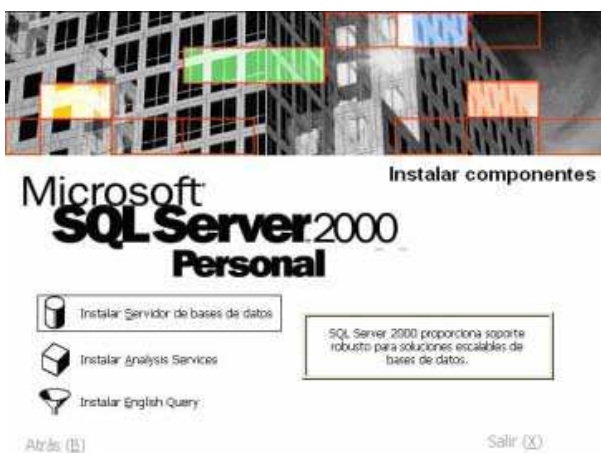 Instalar componentes
Microsoft
SQL Server 2000
Personal
Instalar Servidor de bases de datos
SQL Server 2000 proporciona soporte
robusto para soluciones escalables de
bases de datos.
Instalar Analysis Services
Instalar English Query
Atrás (B)
Salir (X)